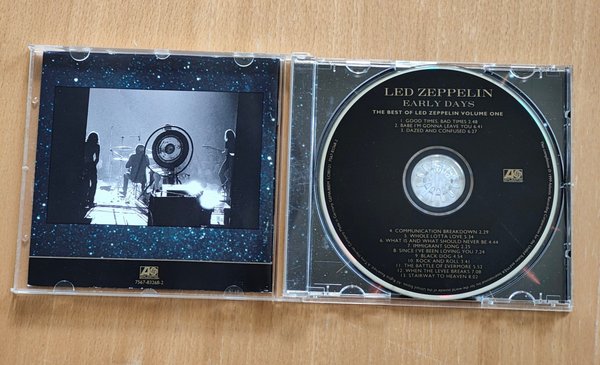 7567-83268-2
LED ZEPPELIN
EARLY DAYS
THE BEST OF LED ZEPPELIN VOLUME ONE
1. GOOD TIMES, BAD TIMES 2.48
2. BABE I'M GONNA LEAVE YOU 6.41
3. DAZED AND CONFUSED 6.27
ATLANTIC
4. COMMUNICATION BREAKDOWN 2.29
5. WHOLE LOTTA LOVE 5.34
6. WHAT IS AND WHAT SHOULD NEVER BE 4.44
7. IMMIGRANT SONG 2.23
8. SINCE I'VE BEEN LOVING YOU 7.24
9. BLACK DOG 4.54
10. ROCK AND ROLL 3.41
11. THE BATTLE OF EVERMORE 5.52
12. WHEN THE LEVEE BREAKS 7.08
13. STAIRWAY TO HEAVEN 8.02